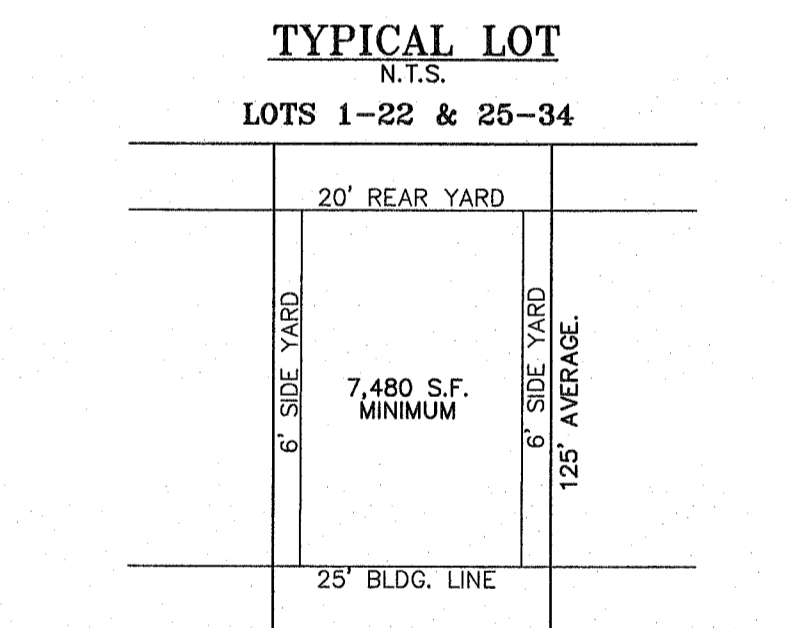 TYPICAL LOT
N.T.S.
LOTS 1-22 & 25-34
20' REAR YARD
6' SIDE YARD
7,480 S.F.
MINIMUM
6' SIDE YARD
125' AVERAGE.
25' BLDG. LINE